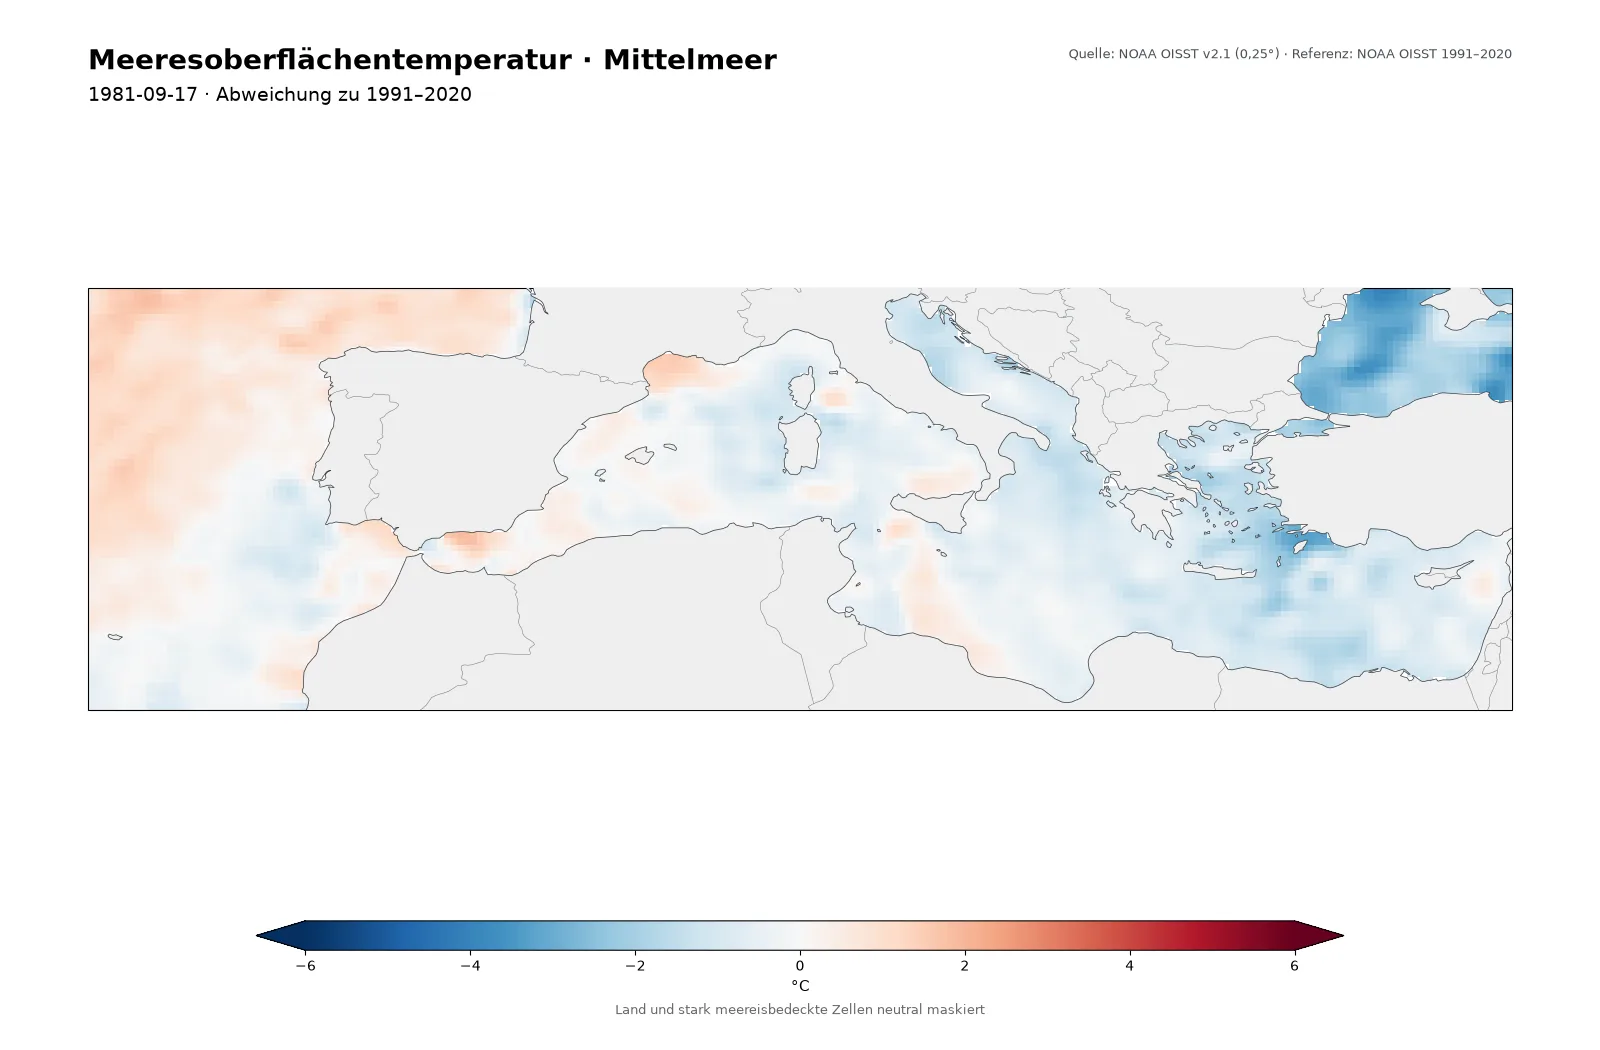 Meeresoberflächentemperatur · Mittelmeer
Quelle: NOAA OISST v2.1 (0,25°) · Referenz: NOAA OISST 1991–2020
1981-09-17 · Abweichung zu 1991–2020
−6 −4 −2 0 2 4 6
°C
Land und stark meereisbedeckte Zellen neutral maskiert